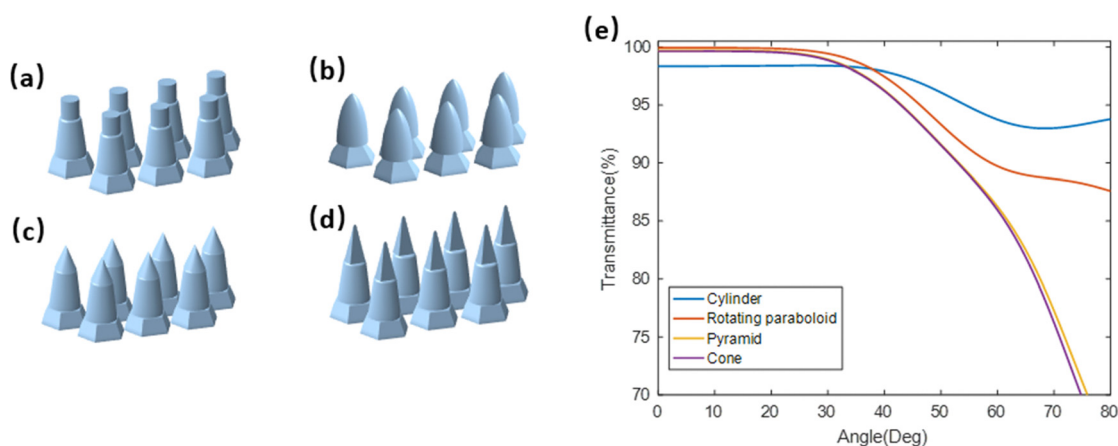 (a)
(b)
(c)
(d)
(e)
100
95
90
85
80
75
70
Transmittance(%)
Cylinder
Rotating paraboloid
Pyramid
Cone
0
10
20
30
40
50
60
70
80
Angle(Deg)